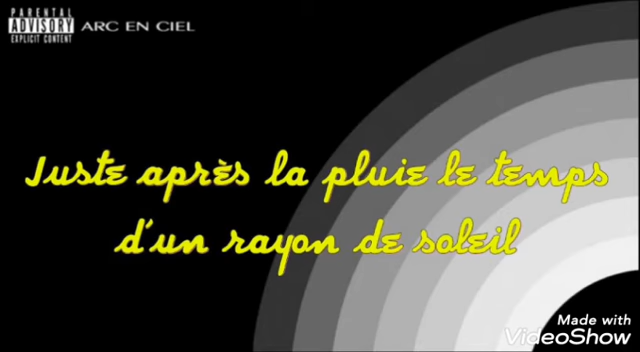 PARENTAL
ADVISORY
EXPLICIT CONTENT
ARC EN CIEL
Juste après la pluie le temps
d'un rayon de soleil
Made with
VideoShow